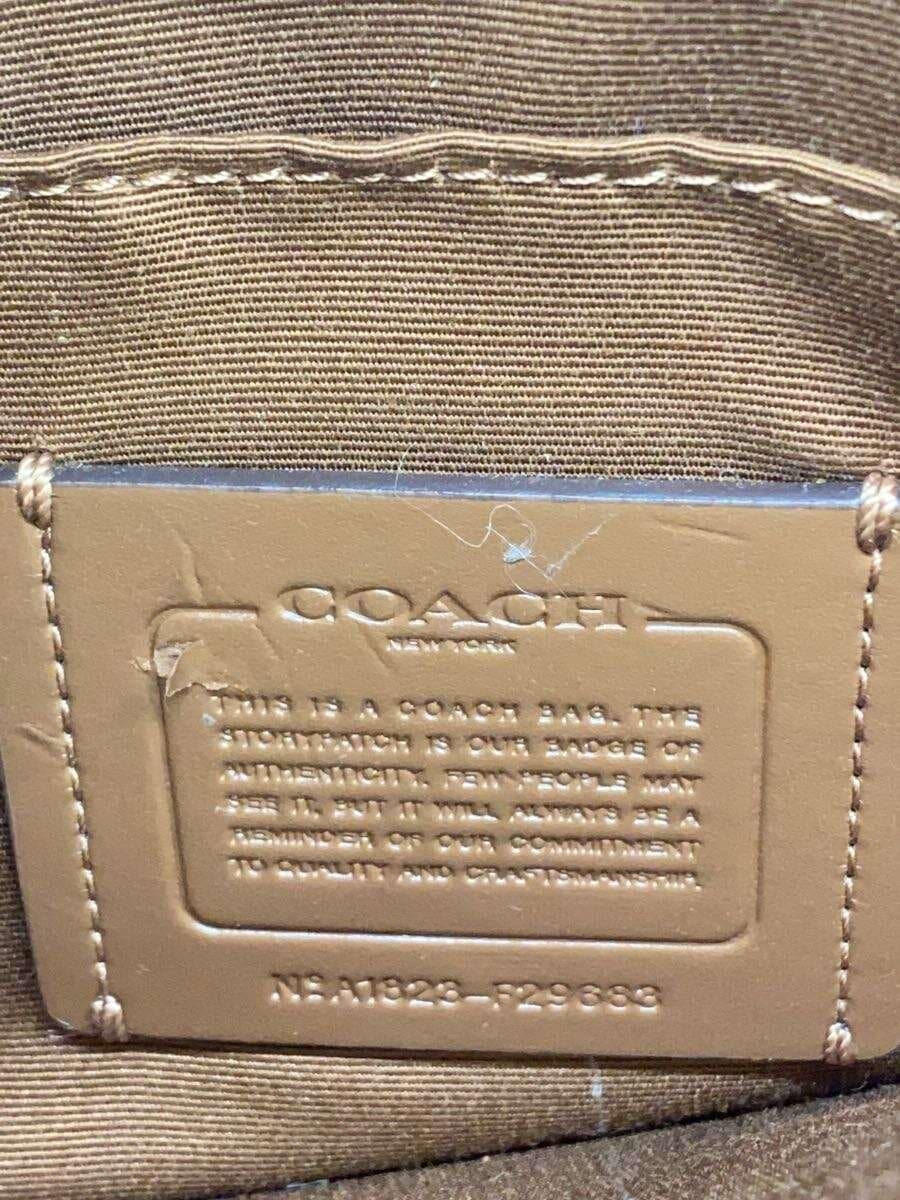 COACH
NEW YORK
THIS IS A COACH BAG. THE
STORYPATCH IS OUR BADGE OF
AUTHENTICITY. FEW PEOPLE MAY
SEE IT, BUT IT WILL ALWAYS BE A
REMINDER OF OUR COMMITMENT
TO QUALITY AND CRAFTSMANSHIP.
Nº A1823-F29683